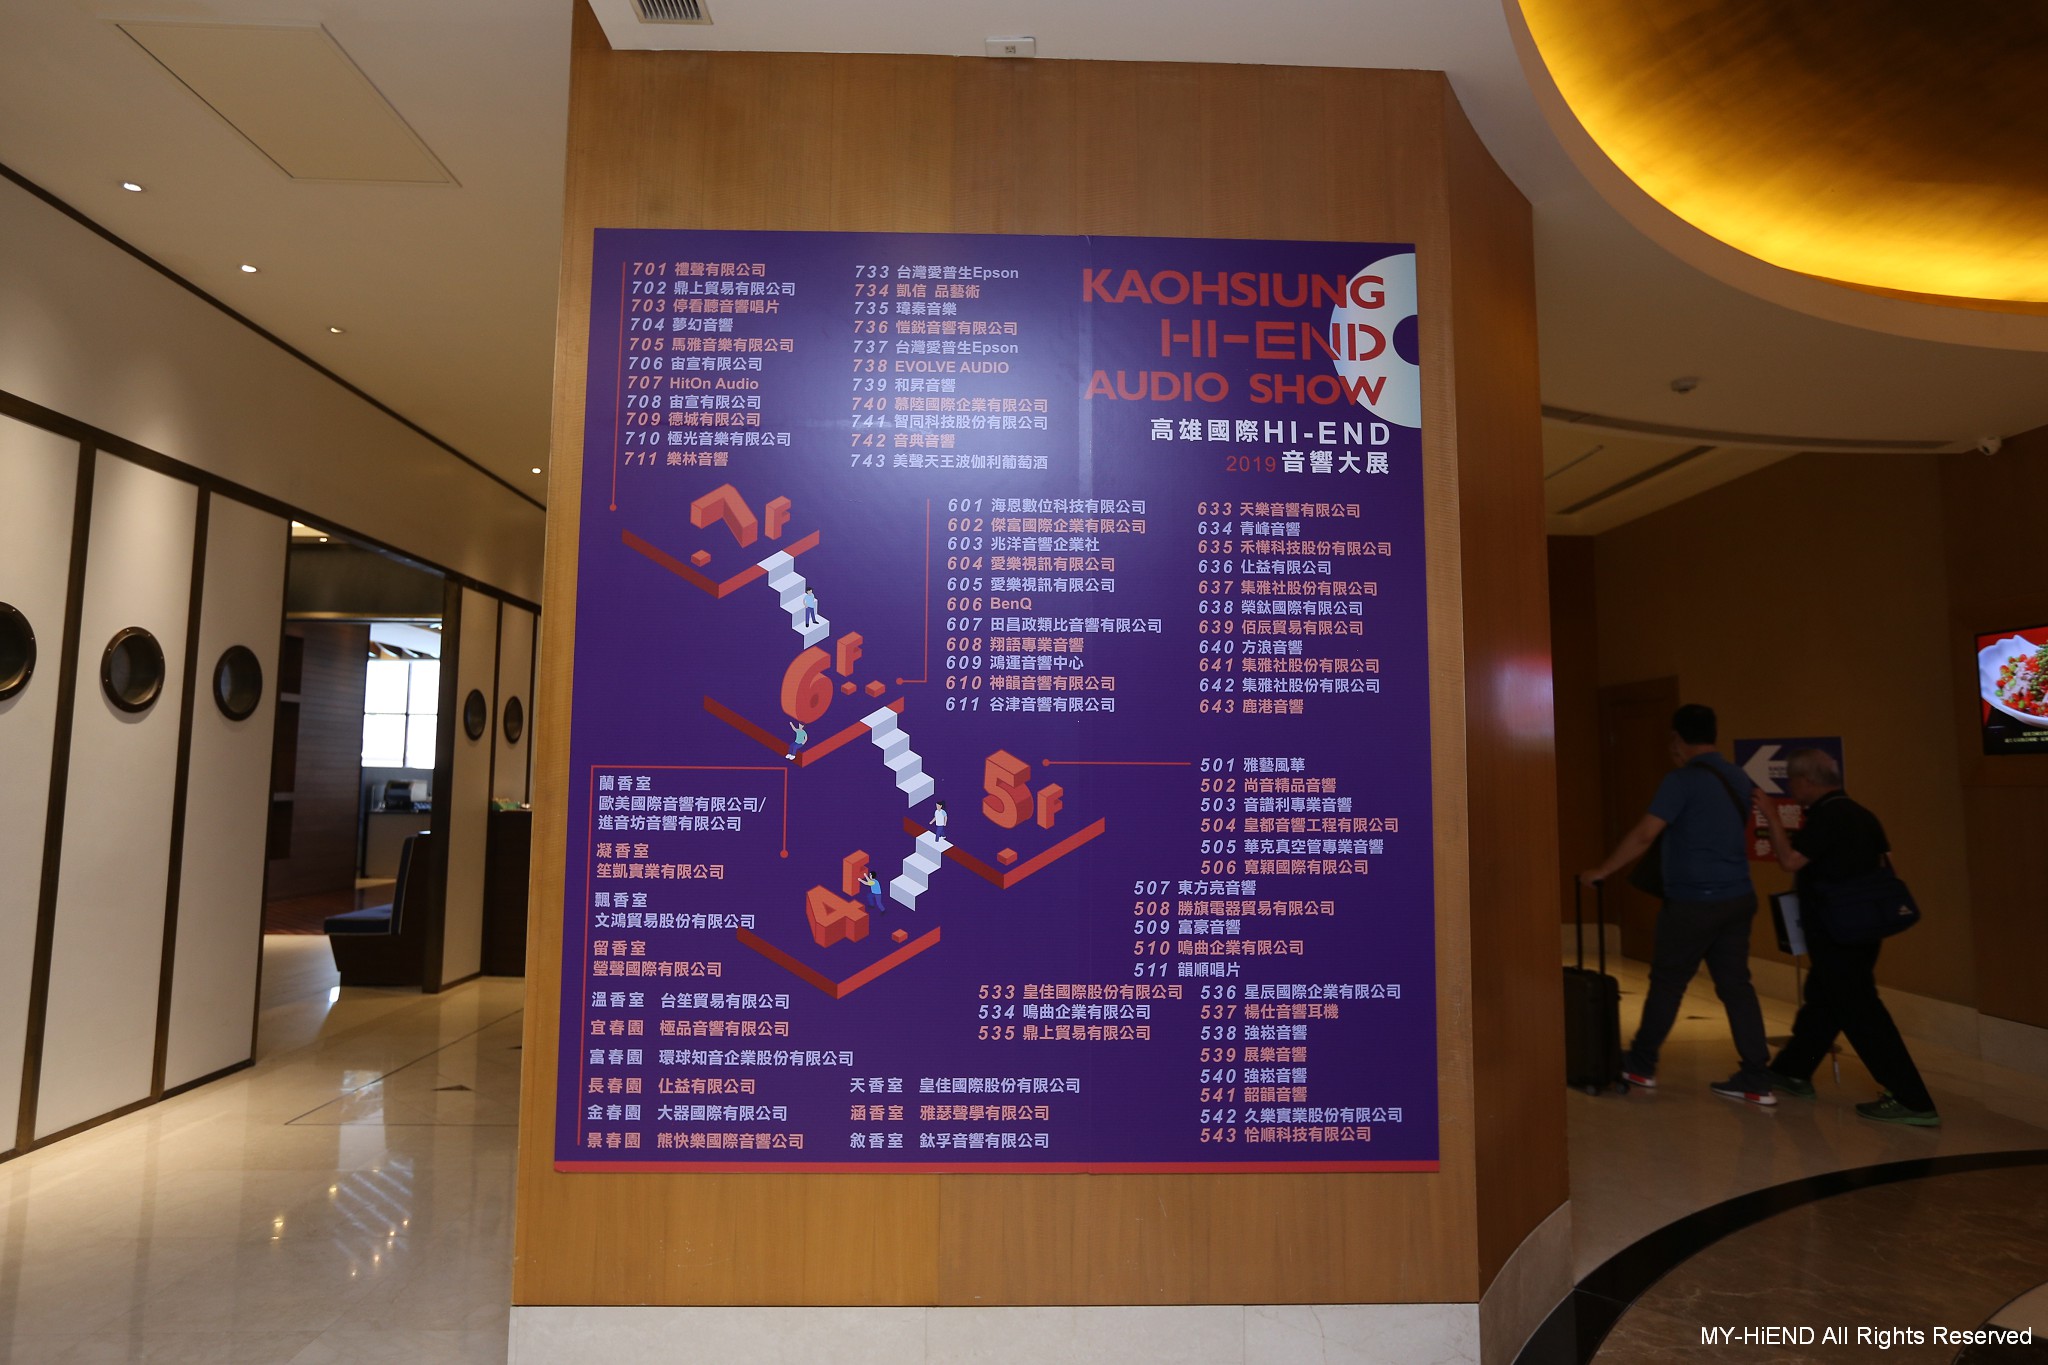 KAOHSIUNG
HI-END
AUDIO SHOW
高雄國際HI-END
2019音響大展
701 禮聲有限公司
702 鼎上貿易有限公司
703 停看聽音響唱片
704 夢幻音響
705 馬雅音樂有限公司
706 宙宣有限公司
707 HitOn Audio
708 宙宣有限公司
709 德城有限公司
710 極光音樂有限公司
711 樂林音響
733 台灣愛普生Epson
734 凱信 品藝術
735 瑋秦音樂
736 愷銳音響有限公司
737 台灣愛普生Epson
738 EVOLVE AUDIO
739 和昇音響
740 慕陸國際企業有限公司
741 智同科技股份有限公司
742 音典音響
743 美聲天王波伽利葡萄酒
7F
601 海恩數位科技有限公司
602 傑富國際企業有限公司
603 兆洋音響企業社
604 愛樂視訊有限公司
605 愛樂視訊有限公司
606 BenQ
607 田昌政類比音響有限公司
608 翔語專業音響
609 鴻運音響中心
610 神韻音響有限公司
611 谷津音響有限公司
633 天樂音響有限公司
634 青峰音響
635 禾樺科技股份有限公司
636 仩益有限公司
637 集雅社股份有限公司
638 榮鈦國際有限公司
639 佰辰貿易有限公司
640 方浪音響
641 集雅社股份有限公司
642 集雅社股份有限公司
643 鹿港音響
6F
5F
501 雅藝風華
502 尚音精品音響
503 音譜利專業音響
504 皇都音響工程有限公司
505 華克真空管專業音響
506 寬穎國際有限公司
507 東方亮音響
508 勝旗電器貿易有限公司
509 富豪音響
510 鳴曲企業有限公司
511 韻順唱片
533 皇佳國際股份有限公司
534 鳴曲企業有限公司
535 鼎上貿易有限公司
536 星辰國際企業有限公司
537 楊仕音響耳機
538 強崧音響
539 展樂音響
540 強崧音響
541 韶韻音響
542 久樂實業股份有限公司
543 恰順科技有限公司
4F
蘭香室
歐美國際音響有限公司/
進音坊音響有限公司
凝香室
笙凱實業有限公司
飄香室
文鴻貿易股份有限公司
留香室
瑩聲國際有限公司
溫香室 台笙貿易有限公司
宜春園 極品音響有限公司
富春園 環球知音企業股份有限公司
長春園 仩益有限公司
金春園 大器國際有限公司
景春園 熊快樂國際音響公司
天香室 皇佳國際股份有限公司
涵香室 雅瑟聲學有限公司
敘香室 鈦孚音響有限公司
MY-HiEND All Rights Reserved